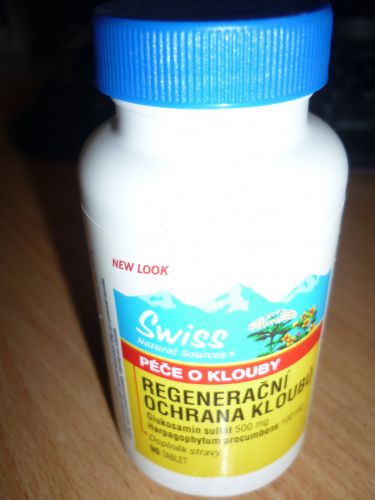 NEW LOOK
Swiss
Natural Sources®
PÉČE O KLOUBY
REGENERAČNÍ
OCHRANA KLOUBŮ
Glukosamin sulfát 500 mg
Harpagophytum procumbens 100 mg
Doplněk stravy
90 TABLET